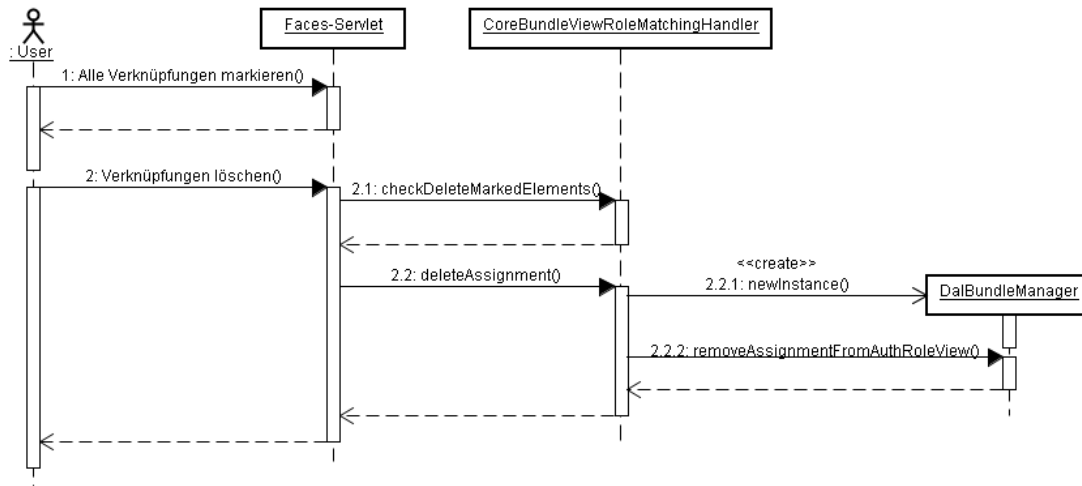 : User
Faces-Servlet
CoreBundleViewRoleMatchingHandler
1: Alle Verknüpfungen markieren()
2: Verknüpfungen löschen()
2.1: checkDeleteMarkedElements()
2.2: deleteAssignment()
<<create>>
2.2.1: newInstance()
DalBundleManager
2.2.2: removeAssignmentFromAuthRoleView()